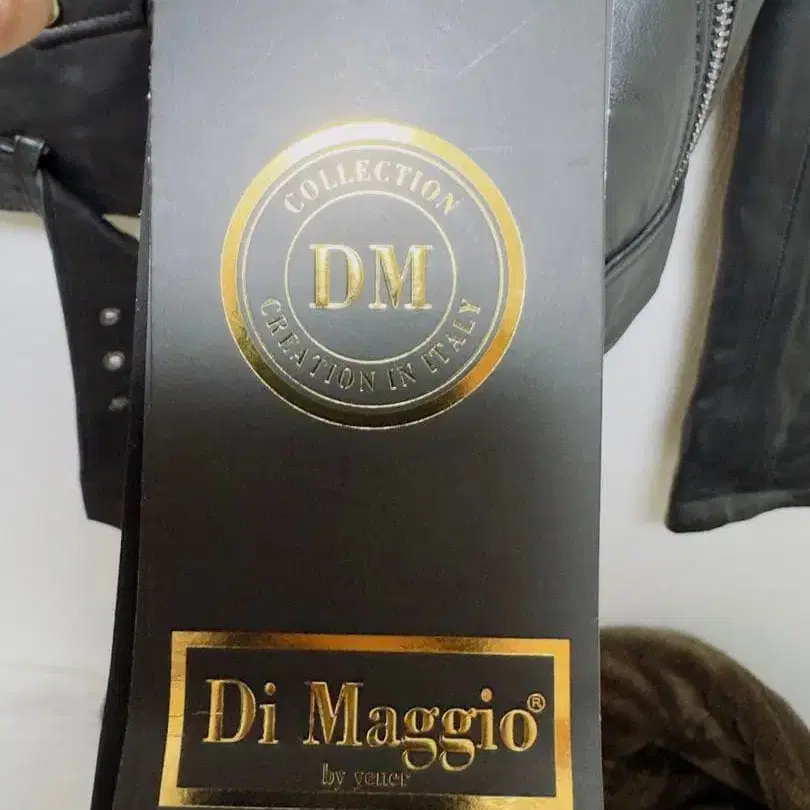 COLLECTION
DM
CREATION IN ITALY
Di Maggio®
by yener